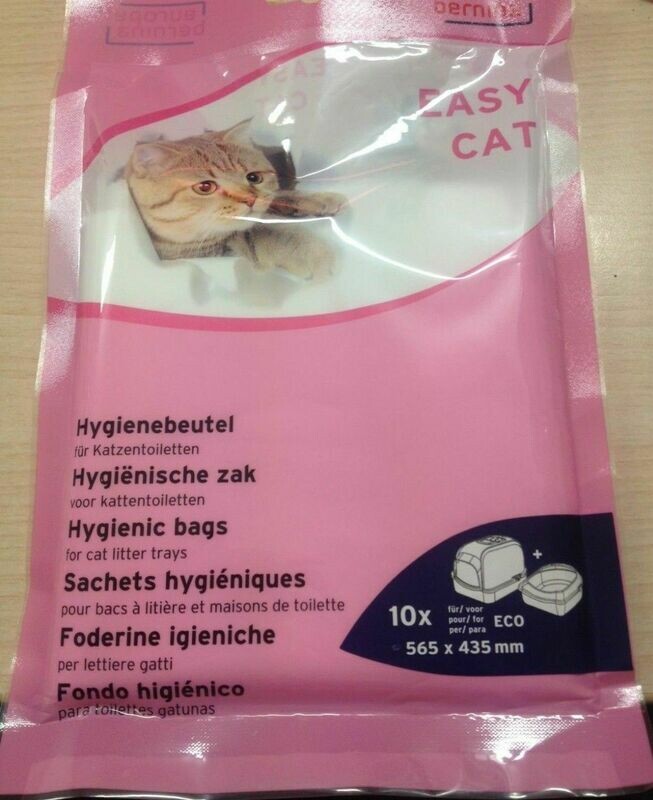 bernina
EASY
CAT
Hygienebeutel
für Katzentoiletten
Hygiënische zak
voor kattentoiletten
Hygienic bags
for cat litter trays
Sachets hygiéniques
pour bacs à litière et maisons de toilette
Foderine igieniche
per lettiere gatti
Fondo higiénico
para toilettes gatunas
+
10x
für/ voor
pour/ for
per/ para
ECO
565 x 435 mm